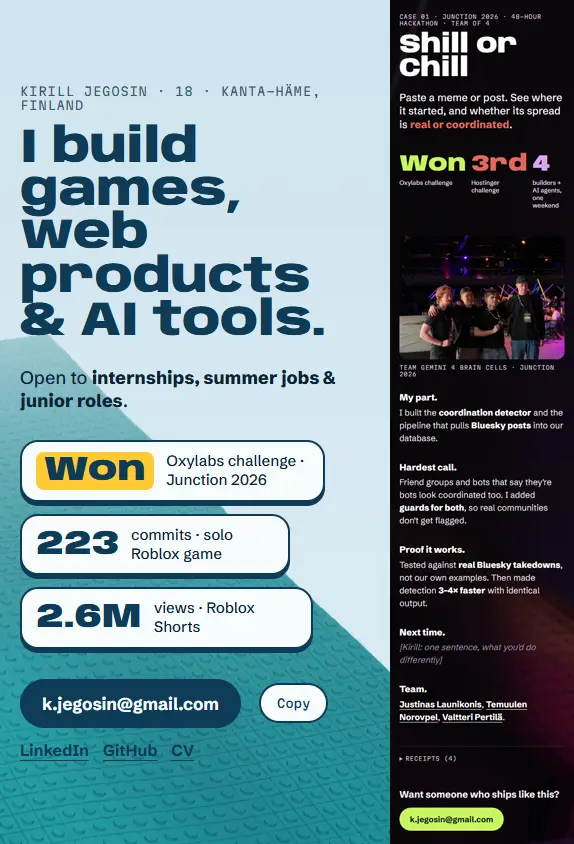 KIRILL JEGOSIN · 18 · KANTA-HÄME,
FINLAND
I build
games,
web
products
& AI tools.
Open to internships, summer jobs &
junior roles.
Won
Oxylabs challenge ·
Junction 2026
223
commits · solo
Roblox game
2.6M
views · Roblox
Shorts
k.jegosin@gmail.com
Copy
LinkedIn GitHub CV
CASE 01 · JUNCTION 2026 · 48-HOUR
HACKATHON · TEAM OF 4
Shill or
Chill
Paste a meme or post. See where
it started, and whether its spread
is real or coordinated.
Won
Oxylabs challenge
3rd
Hostinger
challenge
4
builders +
AI agents,
one
weekend
TEAM GEMINI 4 BRAIN CELLS · JUNCTION
2026
My part.
I built the coordination detector and the
pipeline that pulls Bluesky posts into our
database.
Hardest call.
Friend groups and bots that say they're
bots look coordinated too. I added
guards for both, so real communities
don't get flagged.
Proof it works.
Tested against real Bluesky takedowns,
not our own examples. Then made
detection 3-4× faster with identical
output.
Next time.
[Kirill: one sentence, what you'd do
differently]
Team.
Justinas Launikonis, Temuulen
Norovpel, Valtteri Pertilä.
▸ RECEIPTS (4)
Want someone who ships like this?
k.jegosin@gmail.com